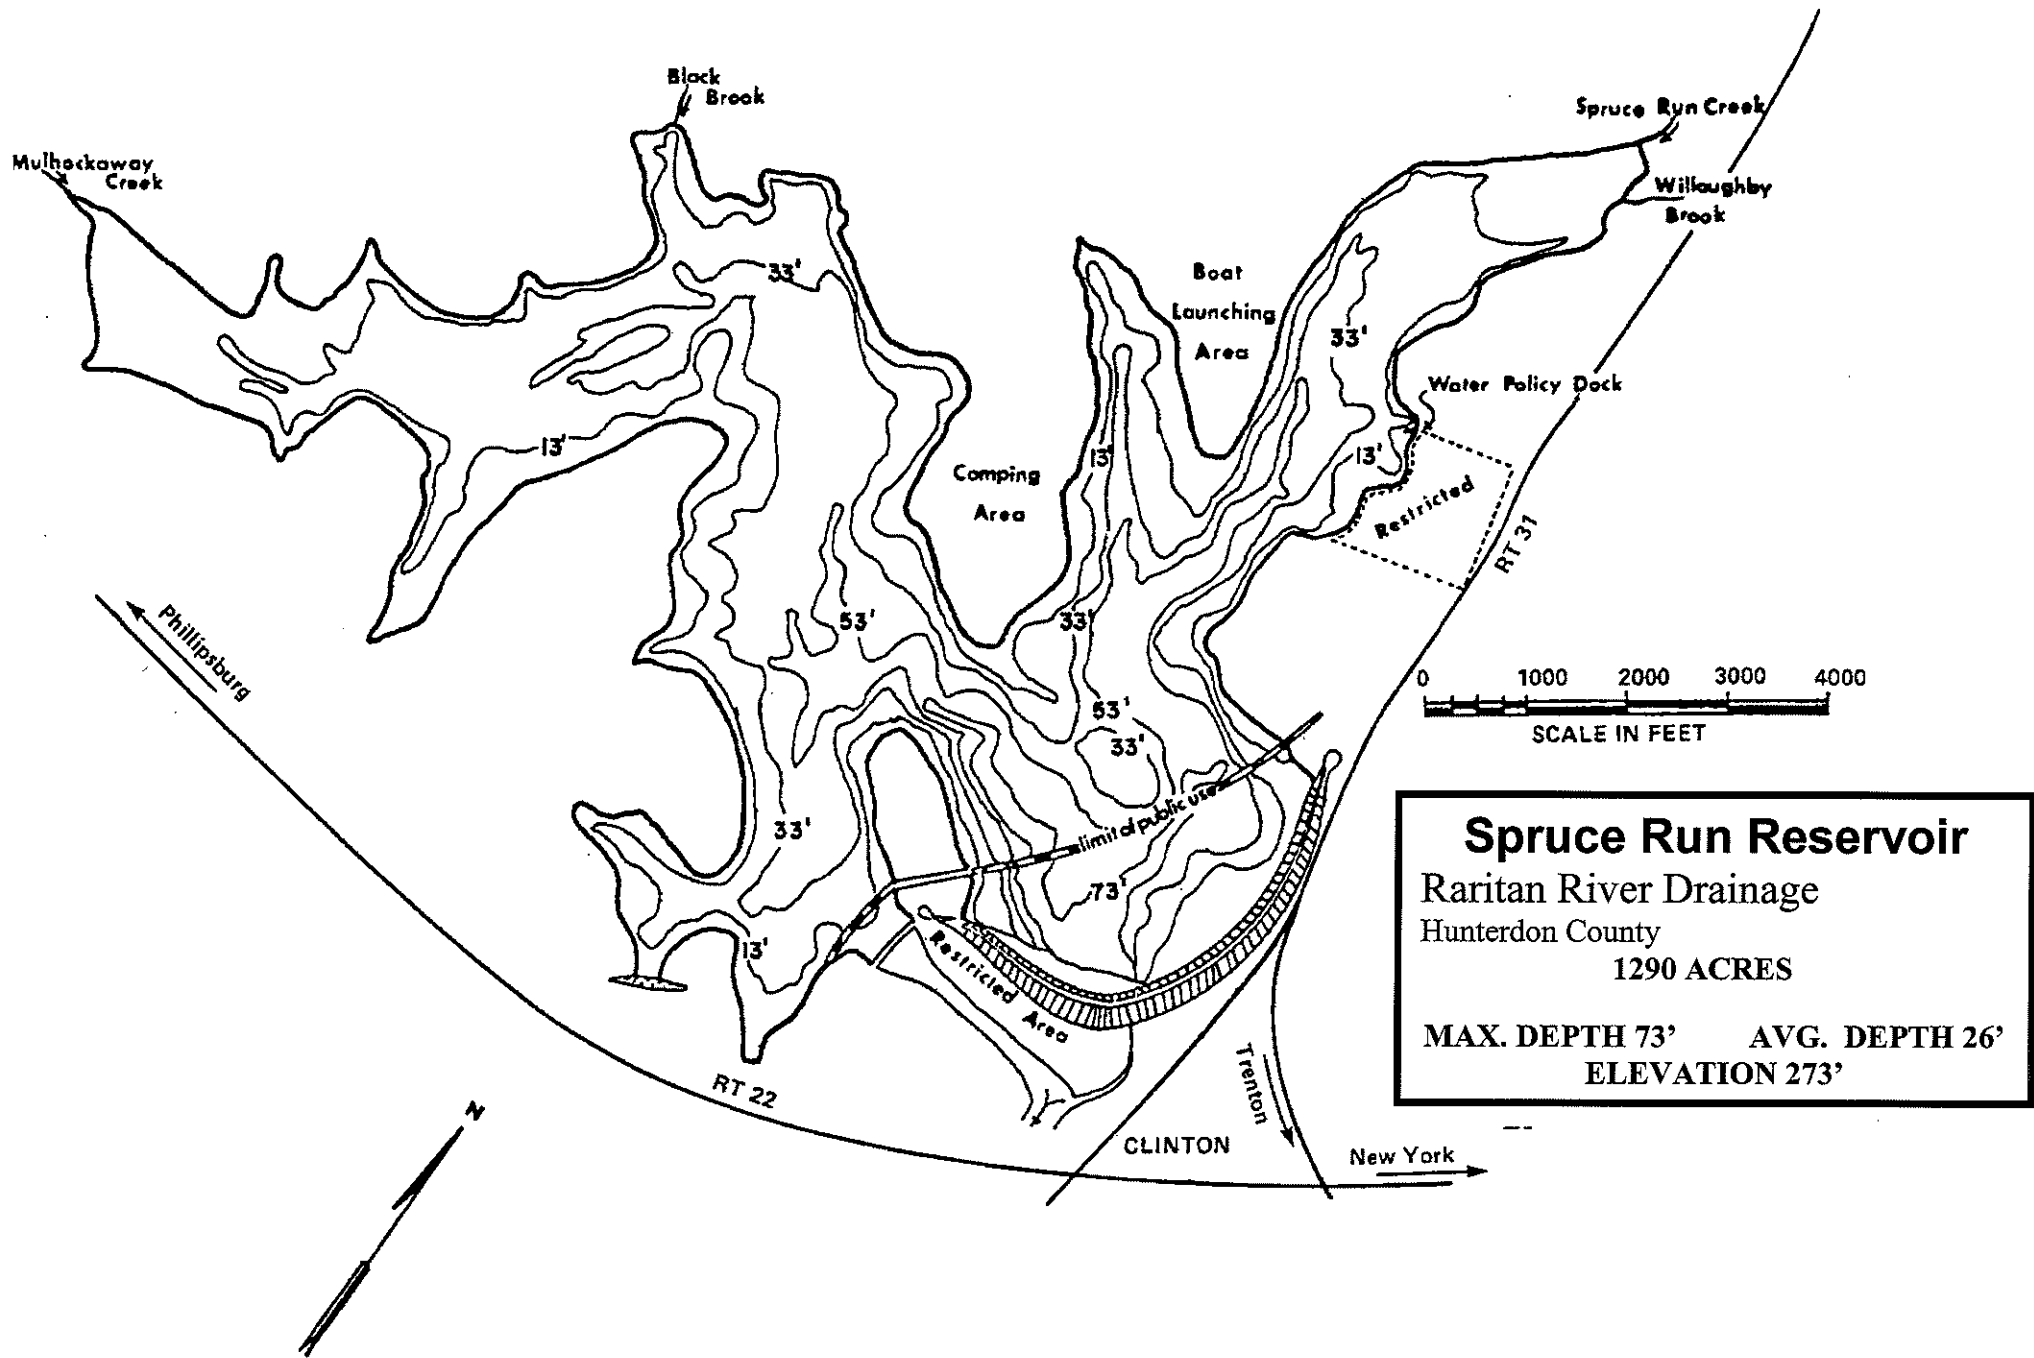 Black
Brook
Mulhockaway
Creek
Spruce Run Creek
Willoughby
Brook
33'
Boat
Launching
Area
33'
Water Policy Dock
13'
13'
13'
Camping
Area
Restricted
RT 31
Phillipsburg
53'
33'
0 1000 2000 3000 4000
SCALE IN FEET
53'
33'
33'
limit of public use
73'
13'
Restricted Area
Spruce Run Reservoir
Raritan River Drainage
Hunterdon County
1290 ACRES
MAX. DEPTH 73’ AVG. DEPTH 26’
ELEVATION 273’
RT 22
Trenton
N
CLINTON
New York